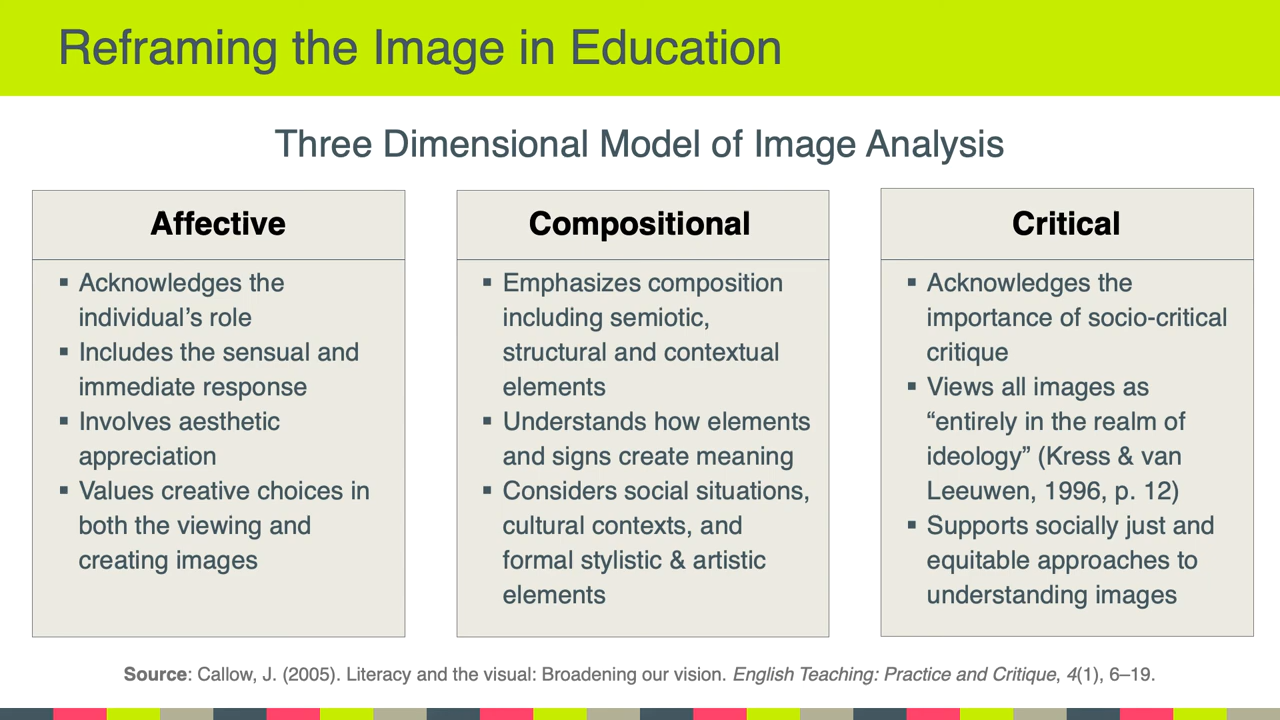 Reframing the Image in Education
Three Dimensional Model of Image Analysis
Affective
▪ Acknowledges the
individual’s role
▪ Includes the sensual and
immediate response
▪ Involves aesthetic
appreciation
▪ Values creative choices in
both the viewing and
creating images
Compositional
▪ Emphasizes composition
including semiotic,
structural and contextual
elements
▪ Understands how elements
and signs create meaning
▪ Considers social situations,
cultural contexts, and
formal stylistic & artistic
elements
Critical
▪ Acknowledges the
importance of socio-critical
critique
▪ Views all images as
“entirely in the realm of
ideology” (Kress & van
Leeuwen, 1996, p. 12)
▪ Supports socially just and
equitable approaches to
understanding images
Source: Callow, J. (2005). Literacy and the visual: Broadening our vision. English Teaching: Practice and Critique, 4(1), 6–19.